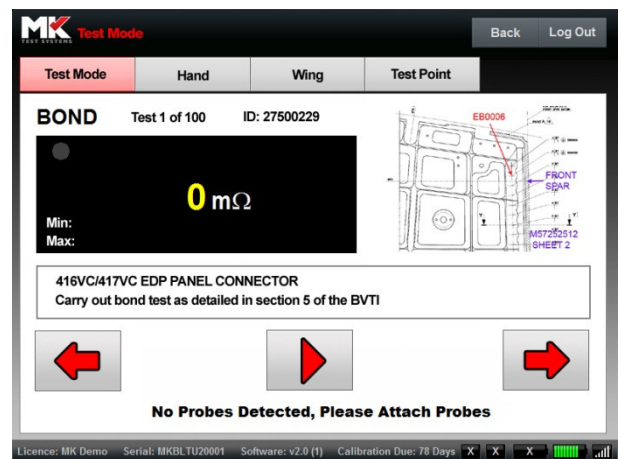 MK Test Mode
TEST SYSTEMS
Back
Log Out
Test Mode
Hand
Wing
Test Point
BOND Test 1 of 100 ID: 27500229
0 mΩ
Min:
Max:
EB0006
FRONT
SPAR
M57252512
SHEET 2
416VC/417VC EDP PANEL CONNECTOR
Carry out bond test as detailed in section 5 of the BVTI
No Probes Detected, Please Attach Probes
Licence: MK Demo Serial: MKBLTU20001 Software: v2.0 (1) Calibration Due: 78 Days X X X